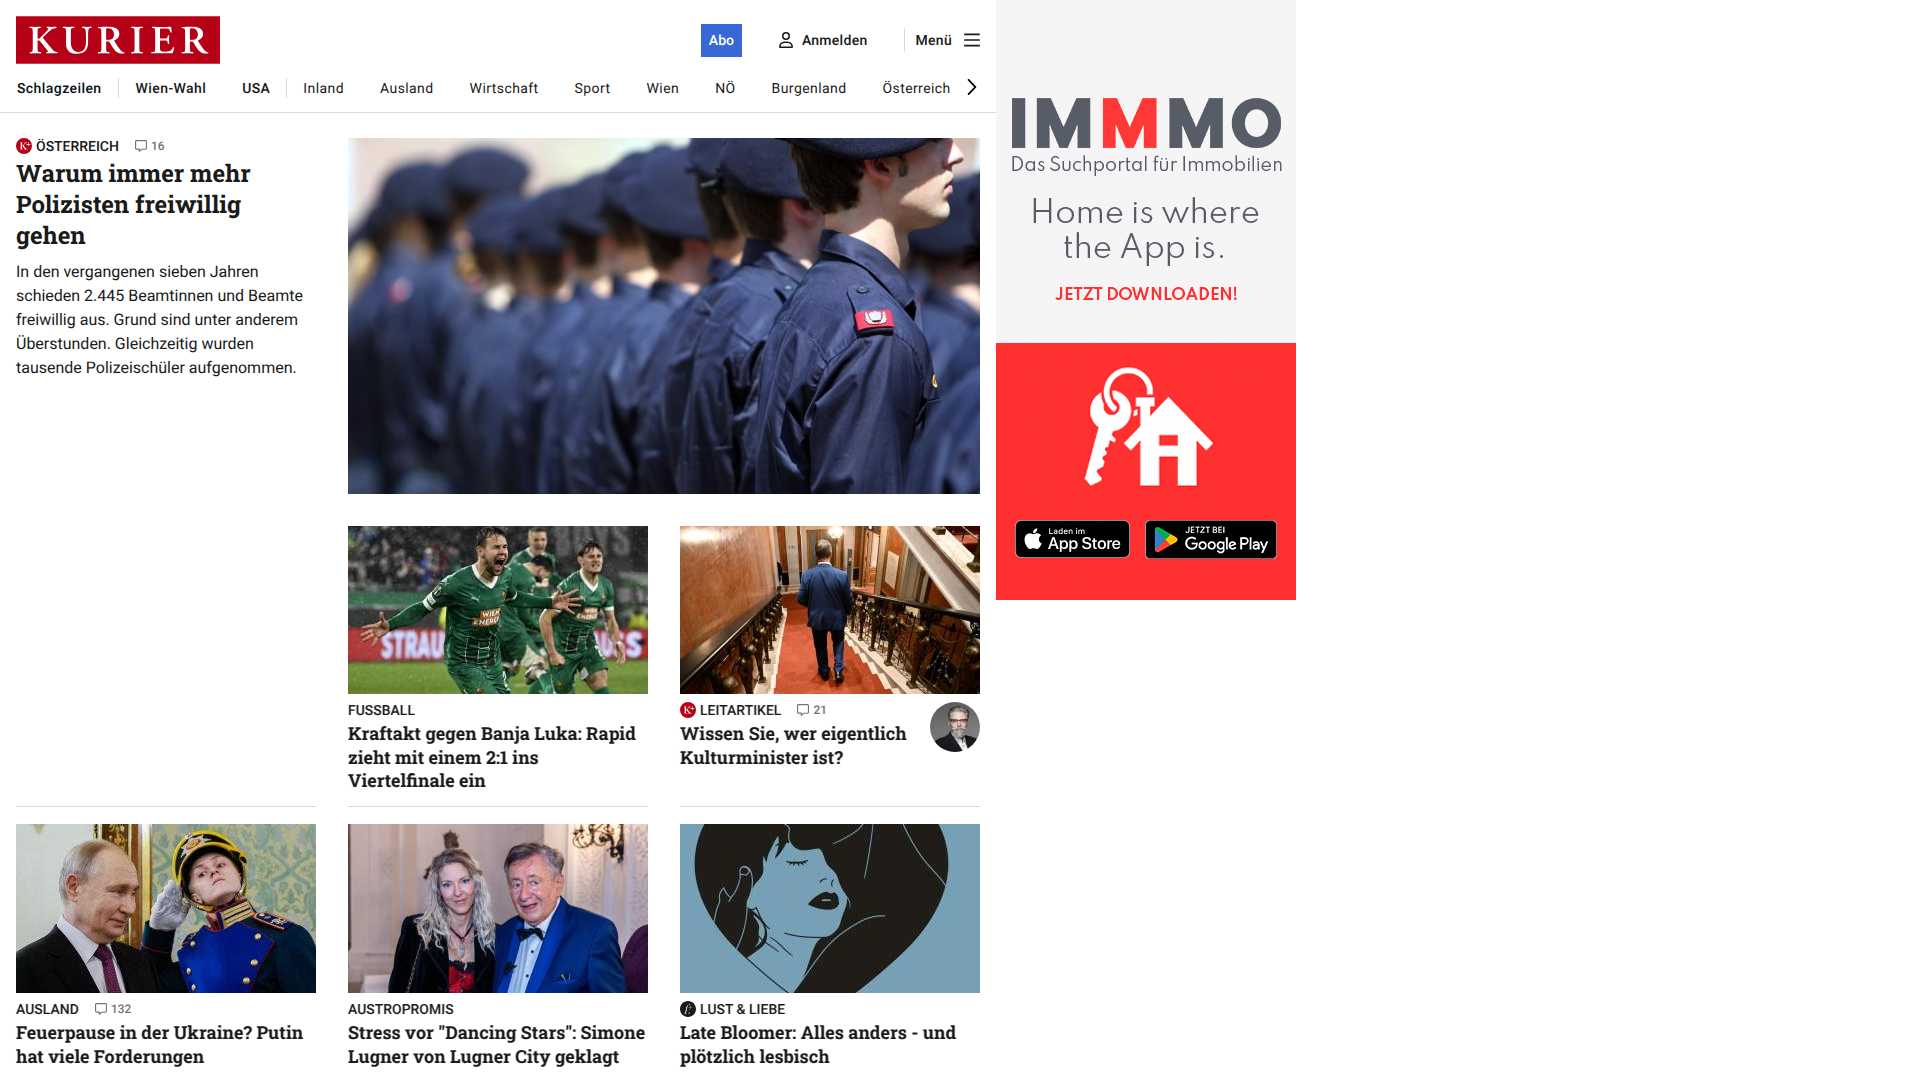 KURIER
Abo
Anmelden
Menü
Schlagzeilen
Wien-Wahl
USA
Inland
Ausland
Wirtschaft
Sport
Wien
NÖ
Burgenland
Österreich
K+ ÖSTERREICH 16
Warum immer mehr
Polizisten freiwillig
gehen
In den vergangenen sieben Jahren
schieden 2.445 Beamtinnen und Beamte
freiwillig aus. Grund sind unter anderem
Überstunden. Gleichzeitig wurden
tausende Polizeischüler aufgenommen.
STRAU
WIEN
ENERGIE
FUSSBALL
Kraftakt gegen Banja Luka: Rapid
zieht mit einem 2:1 ins
Viertelfinale ein
K+ LEITARTIKEL 21
Wissen Sie, wer eigentlich
Kulturminister ist?
AUSLAND 132
Feuerpause in der Ukraine? Putin
hat viele Forderungen
AUSTROPROMIS
Stress vor "Dancing Stars": Simone
Lugner von Lugner City geklagt
LUST & LIEBE
Late Bloomer: Alles anders - und
plötzlich lesbisch
IMMMO
Das Suchportal für Immobilien
Home is where
the App is.
JETZT DOWNLOADEN!
Laden im
App Store
JETZT BEI
Google Play